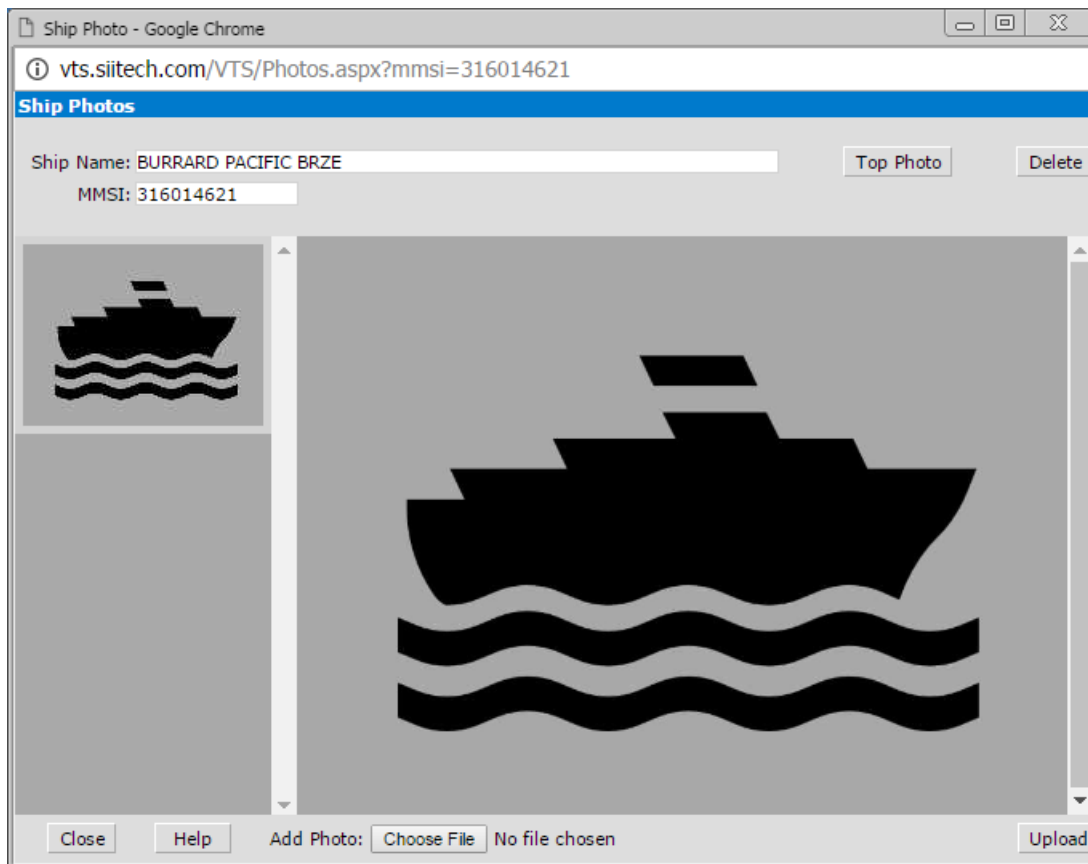 Ship Photo - Google Chrome
vts.siitech.com/VTS/Photos.aspx?mmsi=316014621
Ship Photos
Ship Name: BURRARD PACIFIC BRZE Top Photo Delete
MMSI: 316014621
Close Help Add Photo: Choose File No file chosen Upload